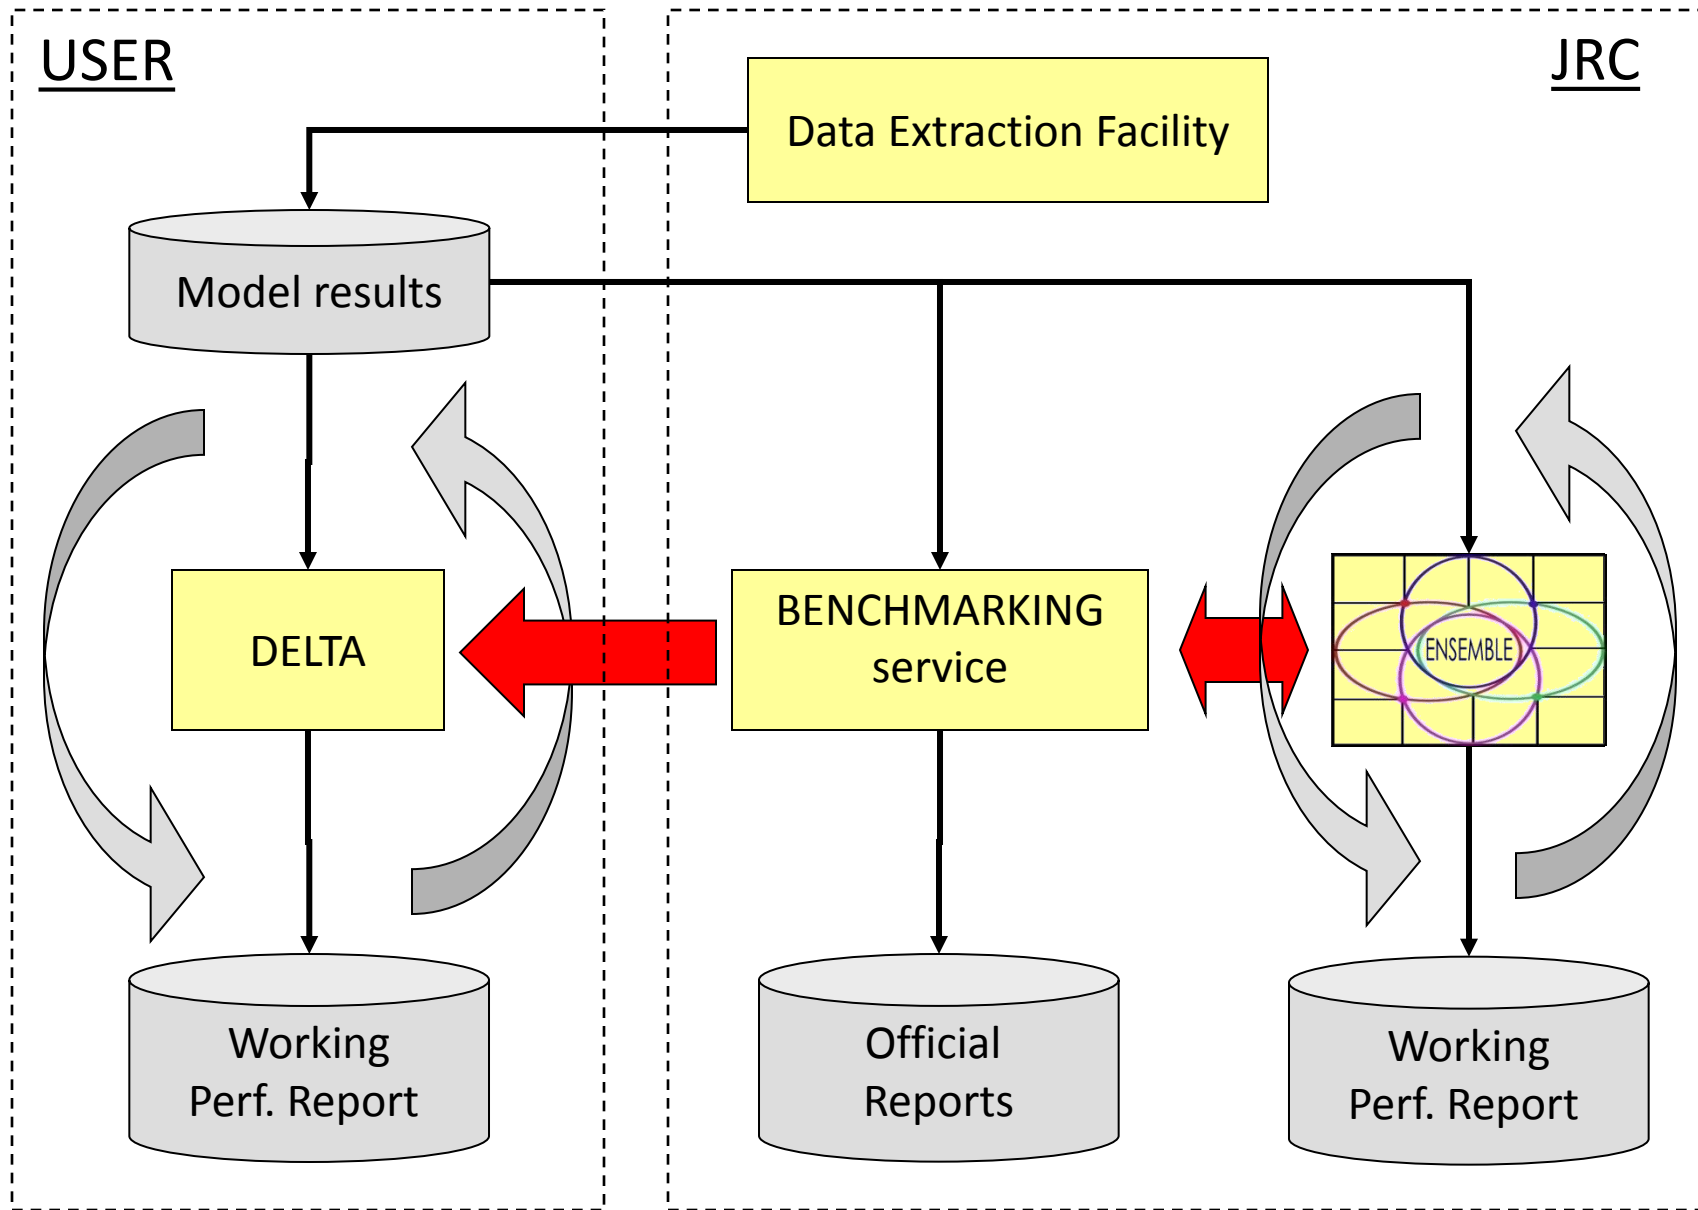 USER
JRC
Data Extraction Facility
Model results
DELTA
BENCHMARKING
service
ENSEMBLE
Working
Perf. Report
Official
Reports
Working
Perf. Report